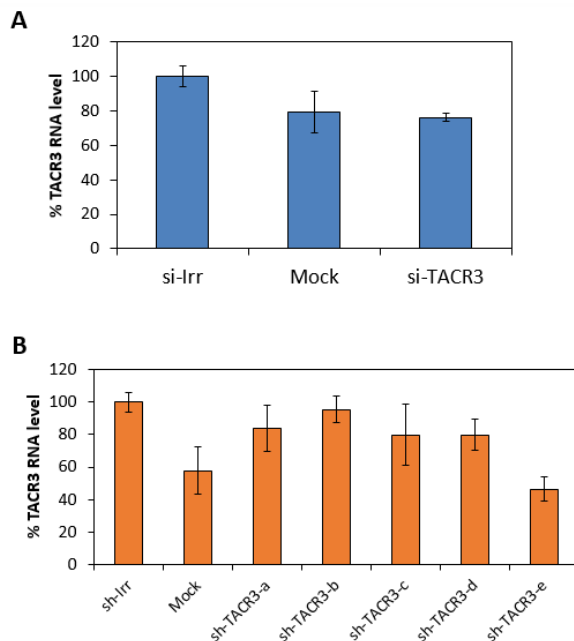 A
% TACR3 RNA level
120
100
80
60
40
20
0
si-Irr Mock si-TACR3
B
% TACR3 RNA level
120
100
80
60
40
20
0
sh-Irr Mock sh-TACR3-a sh-TACR3-b sh-TACR3-c sh-TACR3-d sh-TACR3-e